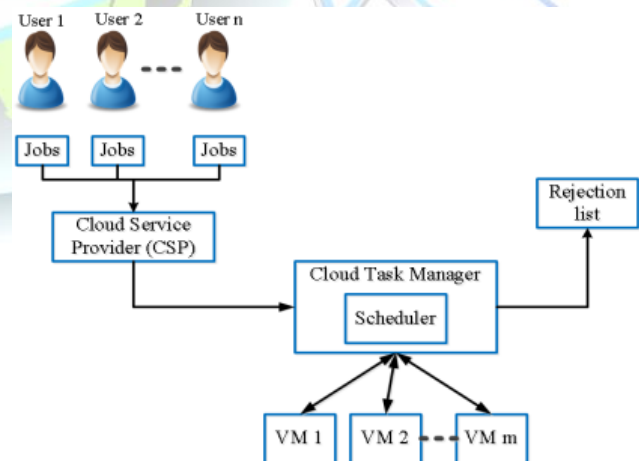 User 1
User 2
User n
Jobs
Jobs
Jobs
Cloud Service
Provider (CSP)
Rejection
list
Cloud Task Manager
Scheduler
VM 1
VM 2
VM m